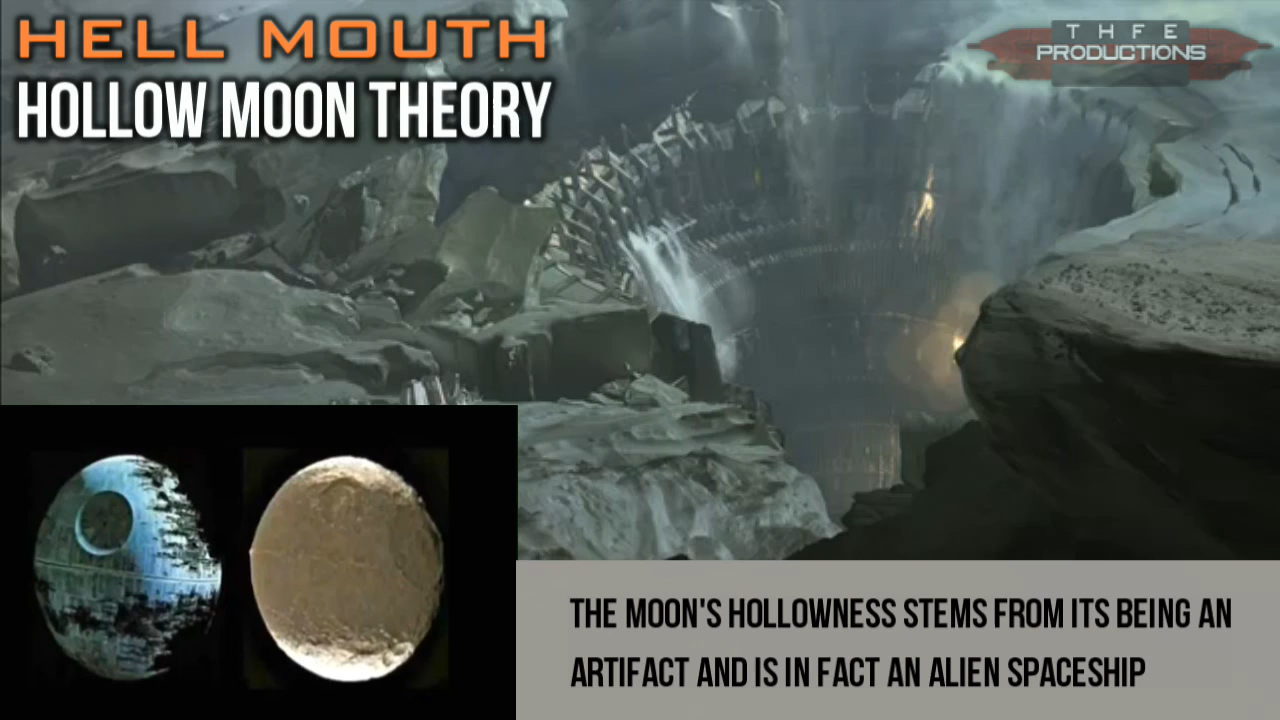 HELL MOUTH
HOLLOW MOON THEORY
THFE
PRODUCTIONS
THE MOON'S HOLLOWNESS STEMS FROM ITS BEING AN
ARTIFACT AND IS IN FACT AN ALIEN SPACESHIP